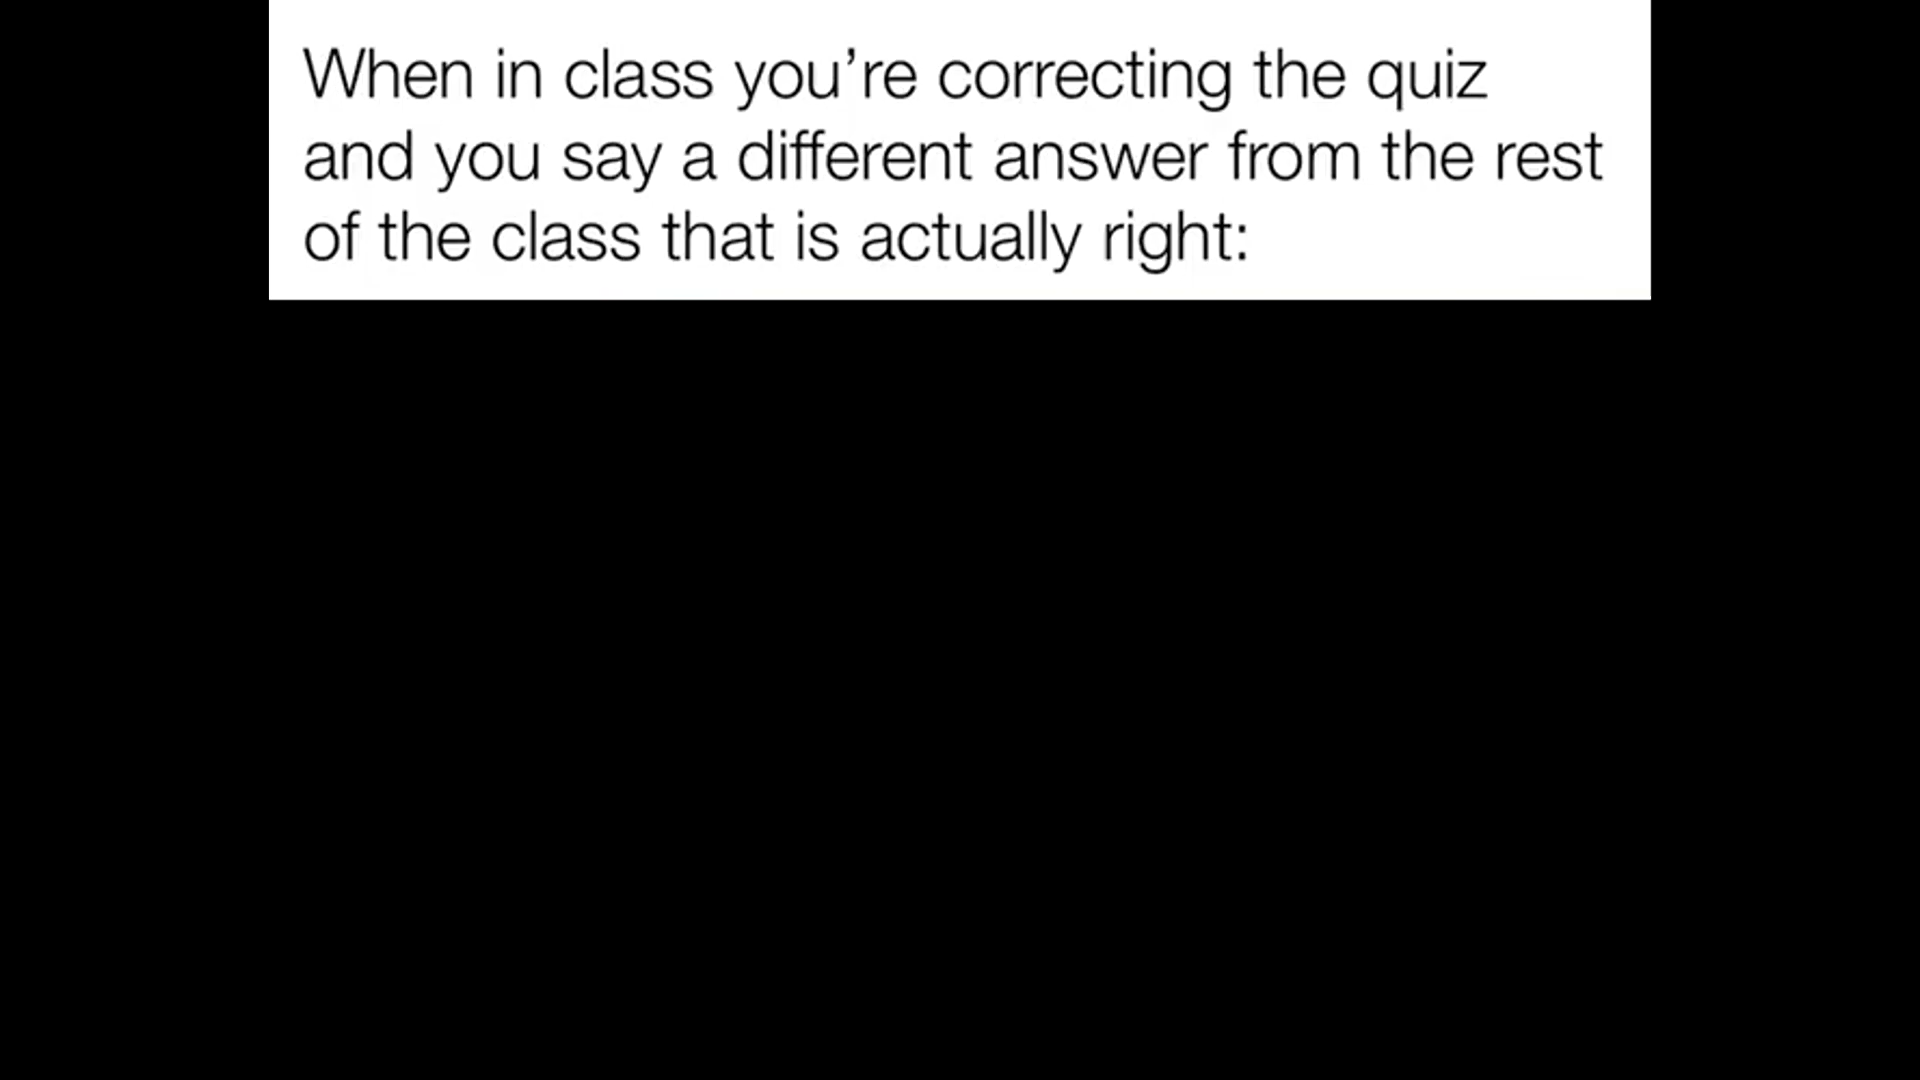 When in class you’re correcting the quiz
and you say a different answer from the rest
of the class that is actually right: